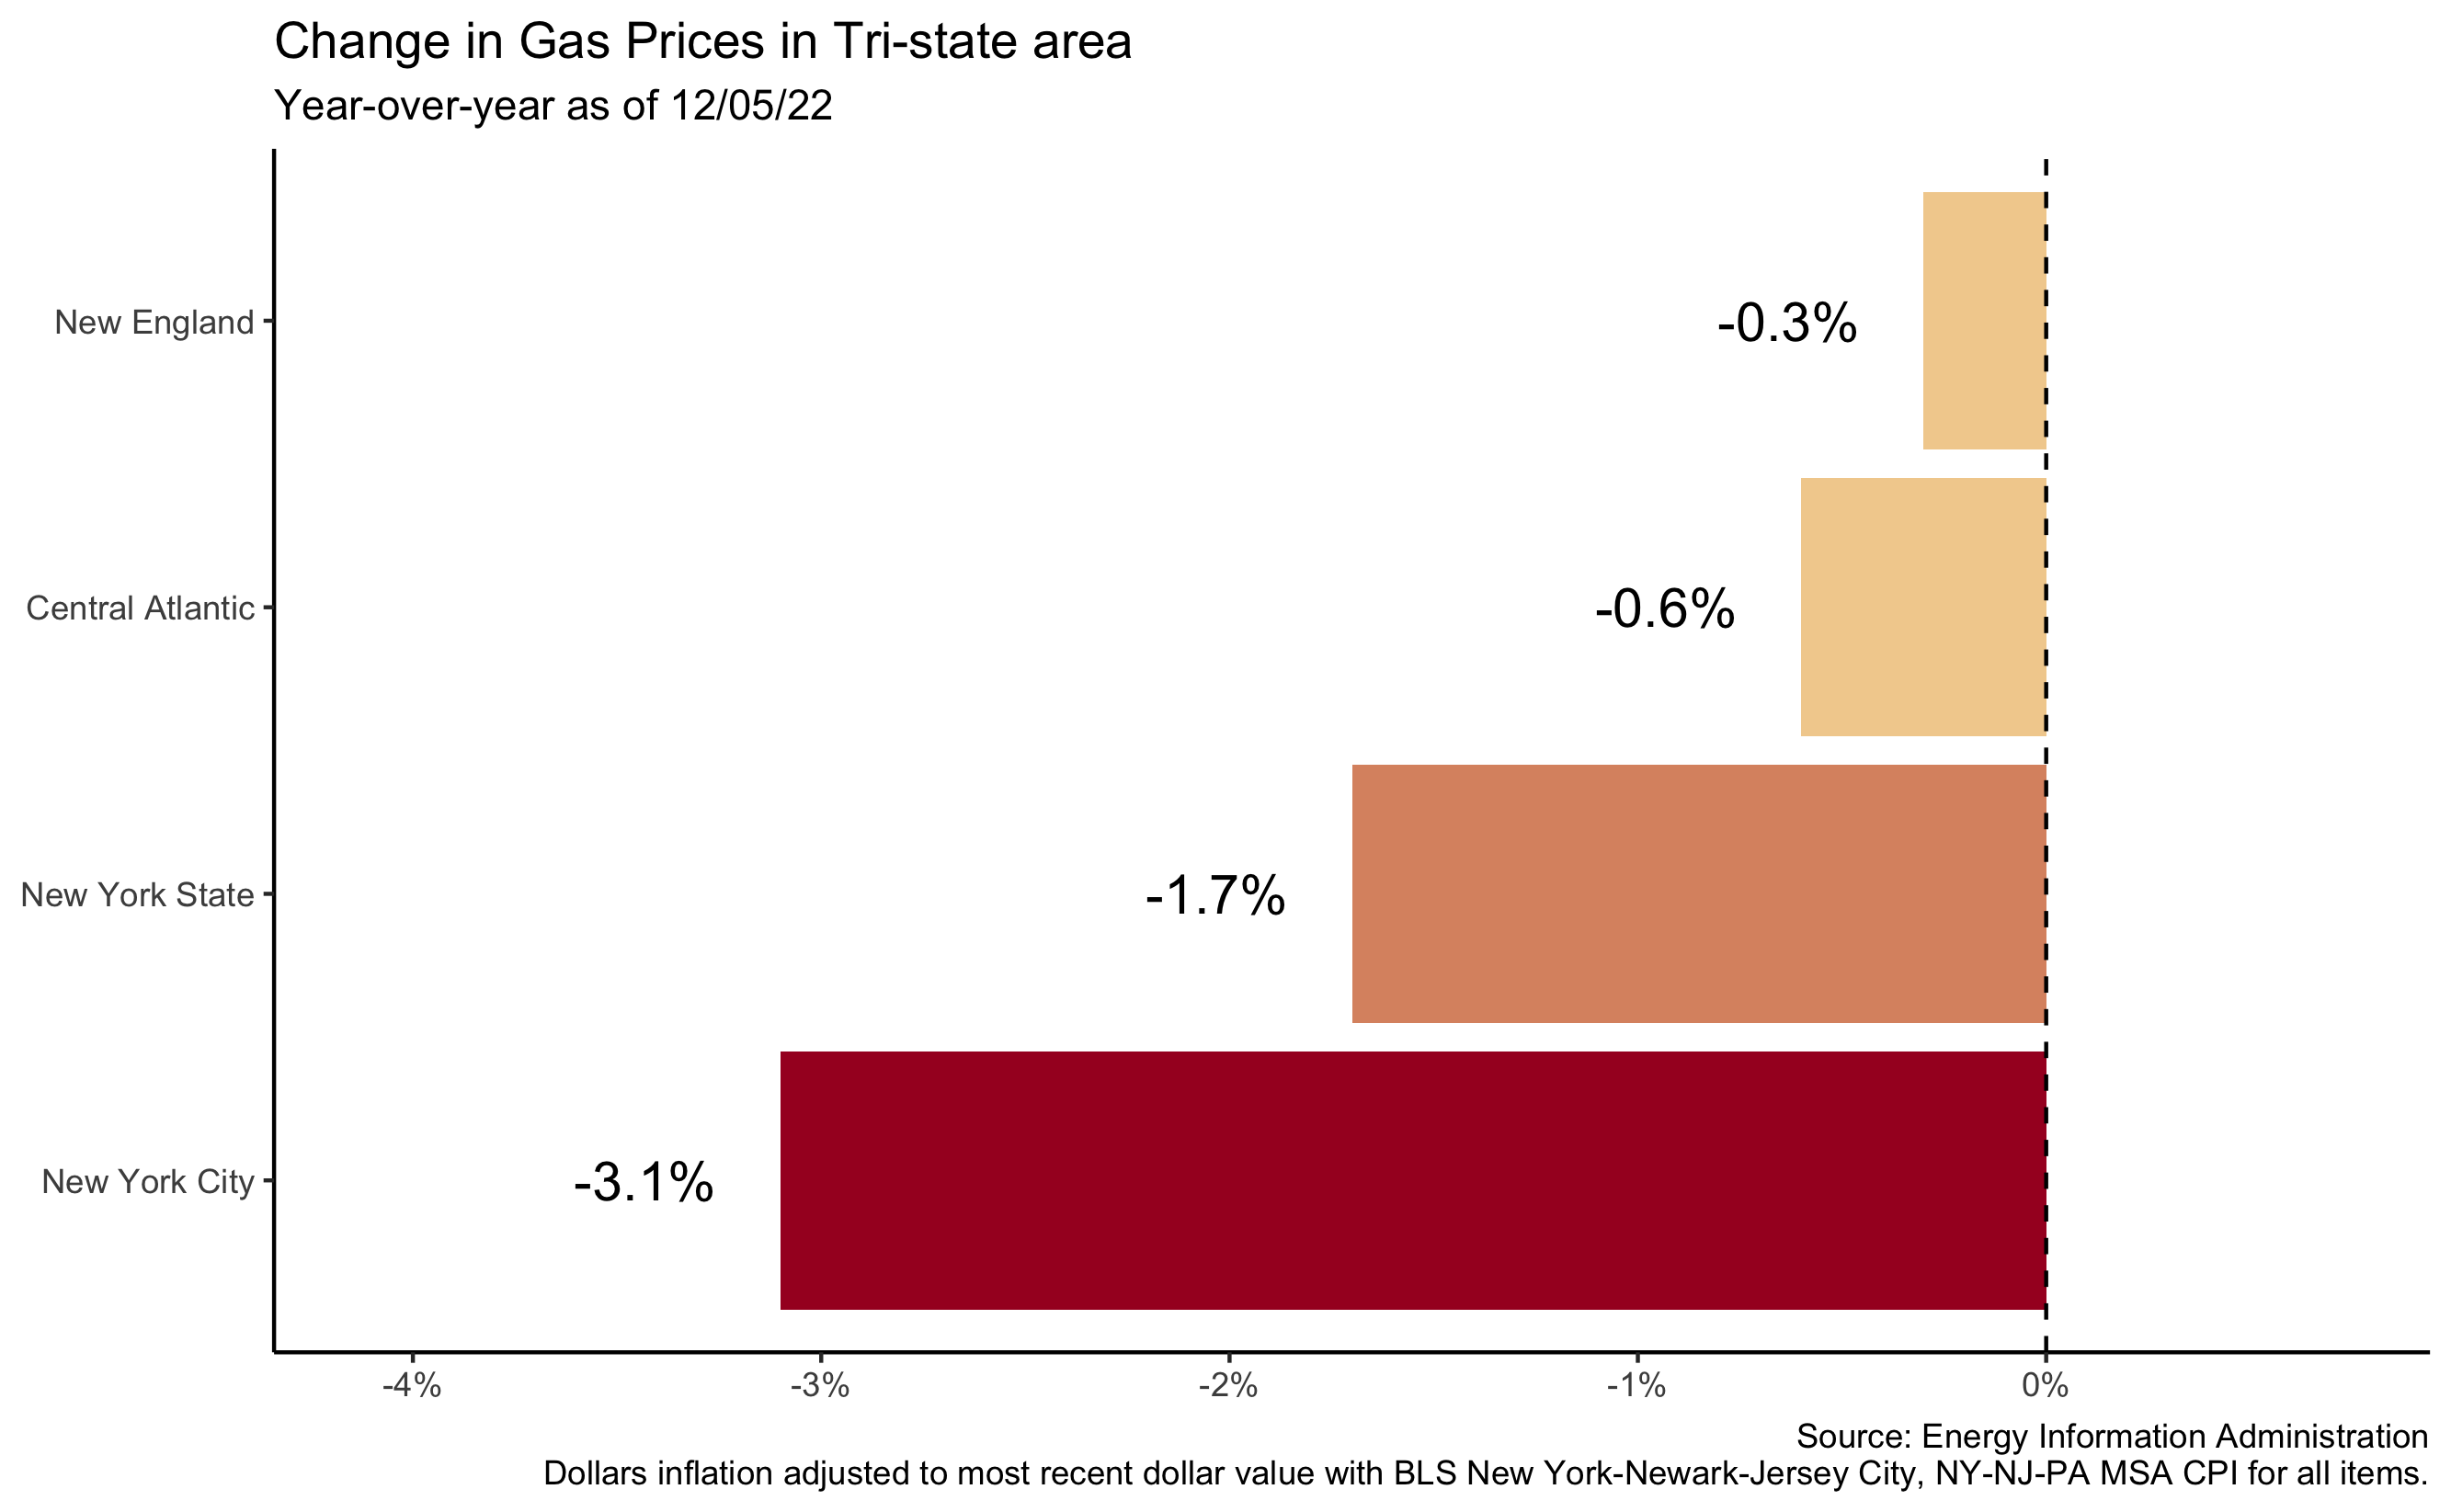 Change in Gas Prices in Tri-state area
Year-over-year as of 12/05/22
New England
-0.3%
Central Atlantic
-0.6%
New York State
-1.7%
New York City
-3.1%
-4%
-3%
-2%
-1%
0%
Source: Energy Information Administration
Dollars inflation adjusted to most recent dollar value with BLS New York-Newark-Jersey City, NY-NJ-PA MSA CPI for all items.